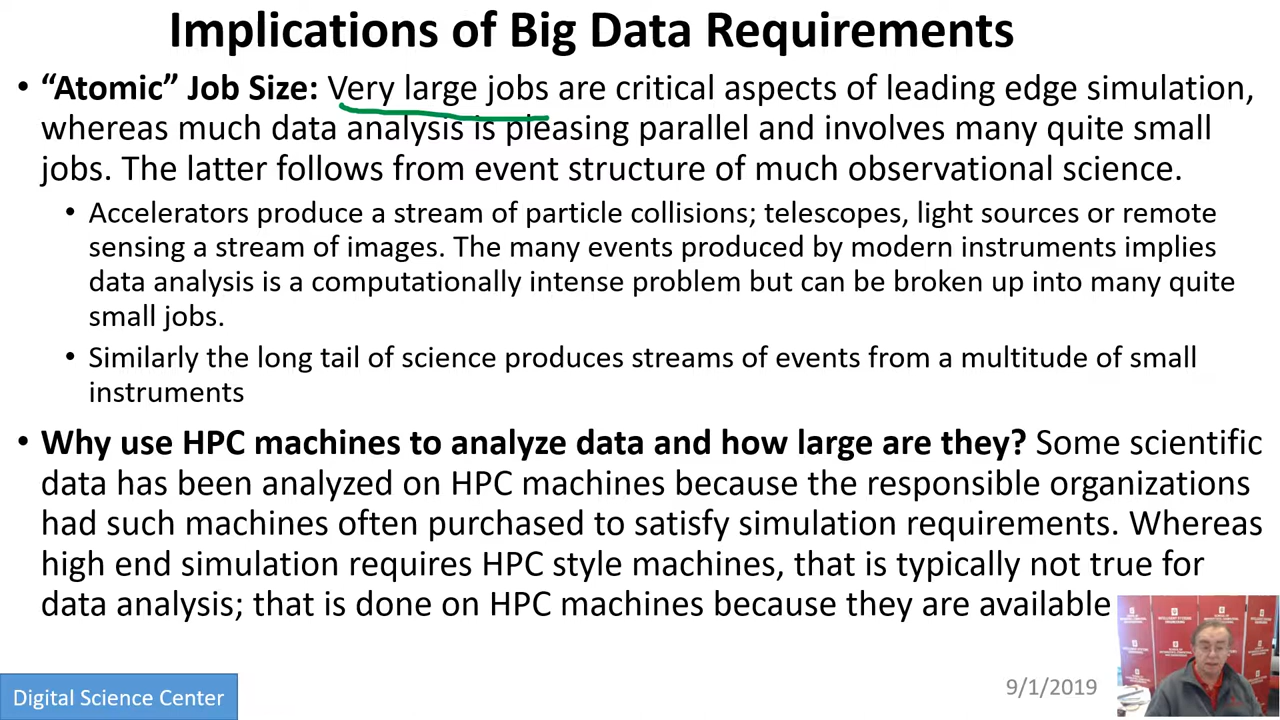 Implications of Big Data Requirements
• “Atomic” Job Size: Very large jobs are critical aspects of leading edge simulation,
whereas much data analysis is pleasing parallel and involves many quite small
jobs. The latter follows from event structure of much observational science.
• Accelerators produce a stream of particle collisions; telescopes, light sources or remote
sensing a stream of images. The many events produced by modern instruments implies
data analysis is a computationally intense problem but can be broken up into many quite
small jobs.
• Similarly the long tail of science produces streams of events from a multitude of small
instruments
• Why use HPC machines to analyze data and how large are they? Some scientific
data has been analyzed on HPC machines because the responsible organizations
had such machines often purchased to satisfy simulation requirements. Whereas
high end simulation requires HPC style machines, that is typically not true for
data analysis; that is done on HPC machines because they are available
Digital Science Center
9/1/2019